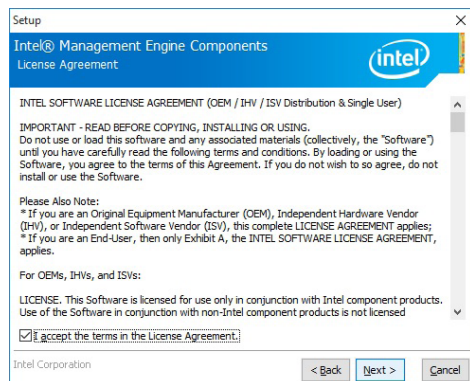 Setup
Intel® Management Engine Components
License Agreement
intel
INTEL SOFTWARE LICENSE AGREEMENT (OEM / IHV / ISV Distribution & Single User)
IMPORTANT - READ BEFORE COPYING, INSTALLING OR USING.
Do not use or load this software and any associated materials (collectively, the "Software")
until you have carefully read the following terms and conditions. By loading or using the
Software, you agree to the terms of this Agreement. If you do not wish to so agree, do not
install or use the Software.
Please Also Note:
* If you are an Original Equipment Manufacturer (OEM), Independent Hardware Vendor
(IHV), or Independent Software Vendor (ISV), this complete LICENSE AGREEMENT applies;
* If you are an End-User, then only Exhibit A, the INTEL SOFTWARE LICENSE AGREEMENT,
applies.
For OEMs, IHVs, and ISVs:
LICENSE. This Software is licensed for use only in conjunction with Intel component products.
Use of the Software in conjunction with non-Intel component products is not licensed
I accept the terms in the License Agreement.
Intel Corporation
< Back
Next >
Cancel